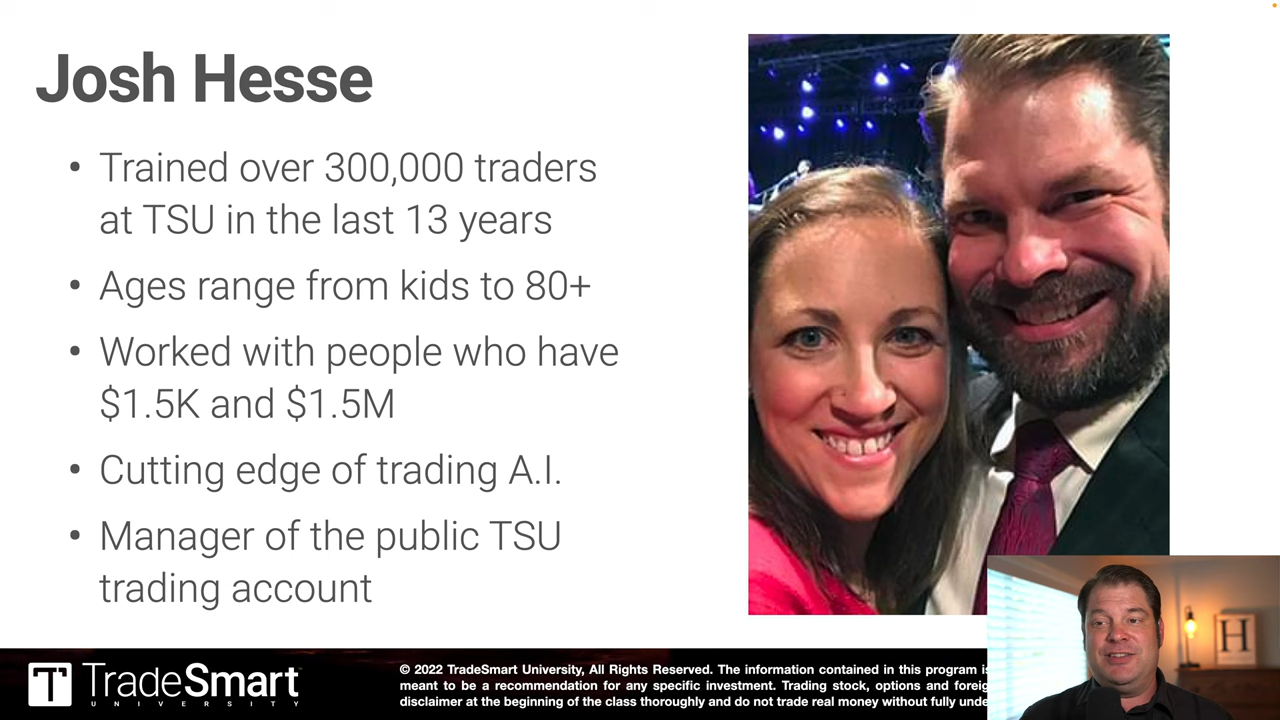 Josh Hesse
• Trained over 300,000 traders
at TSU in the last 13 years
• Ages range from kids to 80+
• Worked with people who have
$1.5K and $1.5M
• Cutting edge of trading A.I.
• Manager of the public TSU
trading account
H
T TradeSmart
UNIVERSITY
© 2022 TradeSmart University, All Rights Reserved. The information contained in this program is
meant to be a recommendation for any specific investment. Trading stock, options and
disclaimer at the beginning of the class thoroughly and do not trade real money without fully